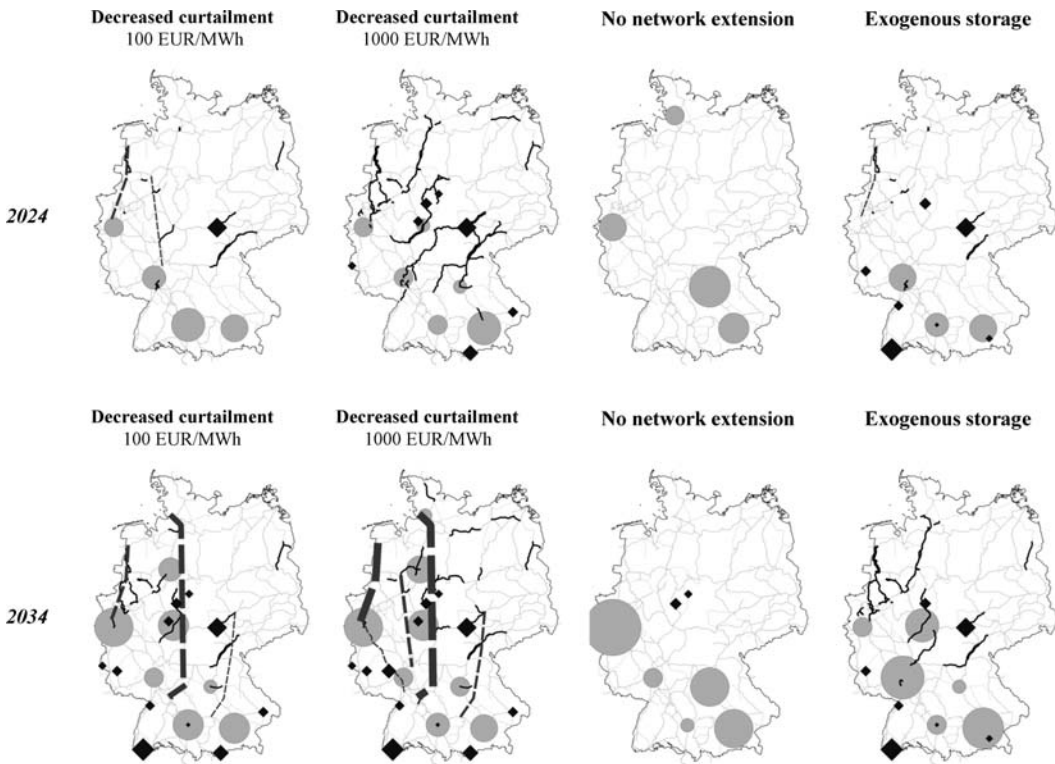 Decreased curtailment
100 EUR/MWh
Decreased curtailment
1000 EUR/MWh
No network extension
Exogenous storage
2024
Decreased curtailment
100 EUR/MWh
Decreased curtailment
1000 EUR/MWh
No network extension
Exogenous storage
2034